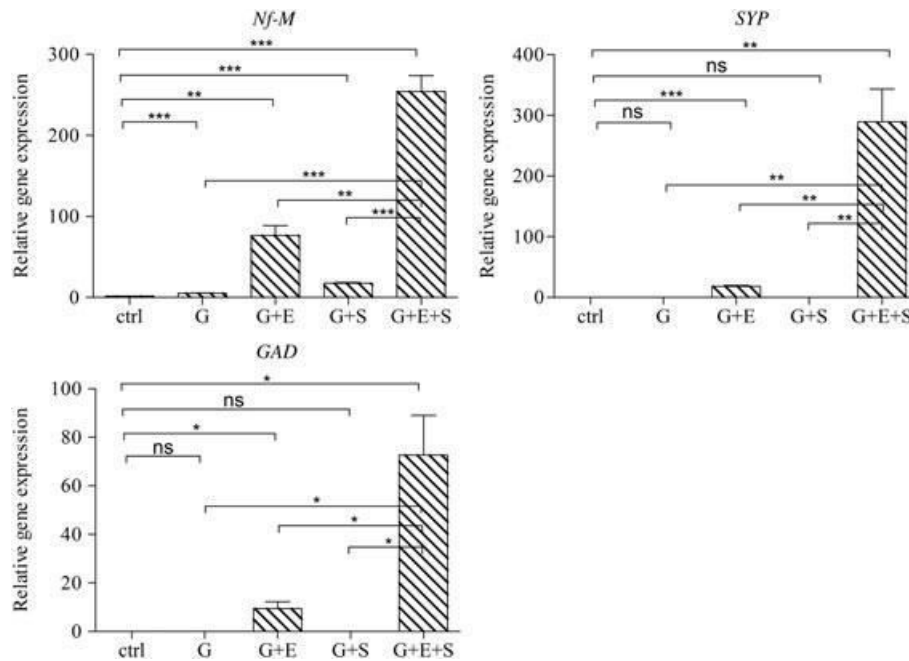 Nf-M
Relative gene expression
300
200
100
0
***
***
**
***
***
**
***
ctrl G G+E G+S G+E+S
SYP
Relative gene expression
400
300
200
100
0
**
ns
***
ns
**
**
**
ctrl G G+E G+S G+E+S
GAD
Relative gene expression
100
80
60
40
20
0
*
ns
*
ns
*
*
*
ctrl G G+E G+S G+E+S